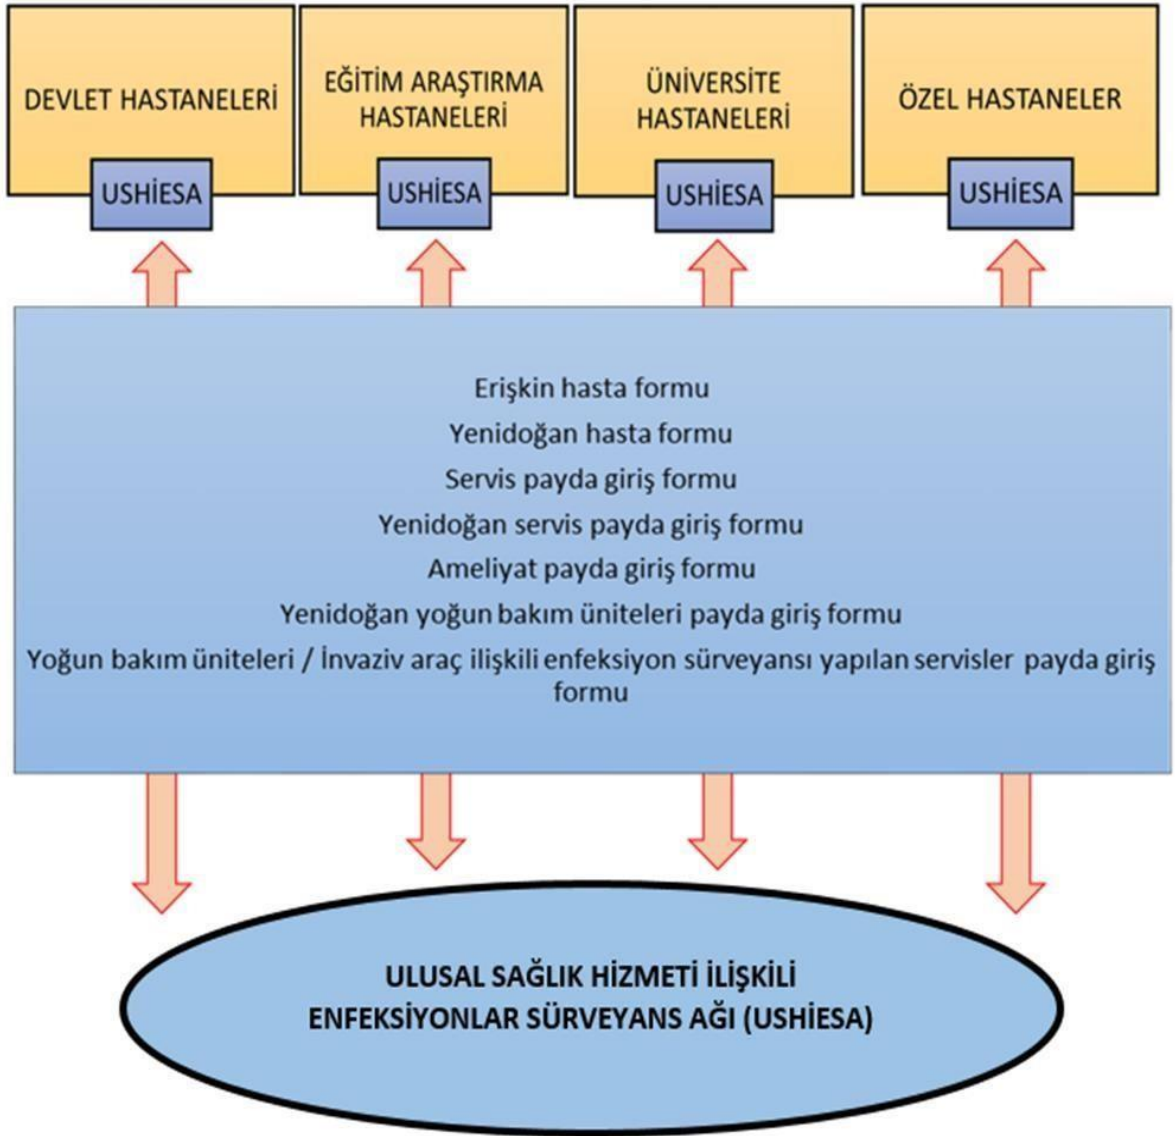 DEVLET HASTANELERİ
USHİESA
EĞİTİM ARAŞTIRMA
HASTANELERİ
USHİESA
ÜNİVERSİTE
HASTANELERİ
USHİESA
ÖZEL HASTANELER
USHİESA
Erişkin hasta formu
Yenidoğan hasta formu
Servis payda giriş formu
Yenidoğan servis payda giriş formu
Ameliyat payda giriş formu
Yenidoğan yoğun bakım üniteleri payda giriş formu
Yoğun bakım üniteleri / İnvaziv araç ilişkili enfeksiyon sürveyansı yapılan servisler payda giriş
formu
ULUSAL SAĞLIK HİZMETİ İLİŞKİLİ
ENFEKSİYONLAR SÜRVEYANS AĞI (USHİESA)